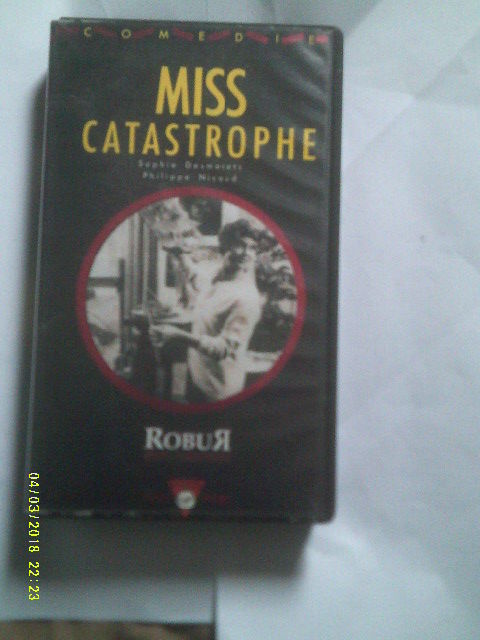 COMEDIE
MISS
CATASTROPHE
Sophie Desmarets
Philippe Nicaud
ROBUR
04/03/2018 22:23